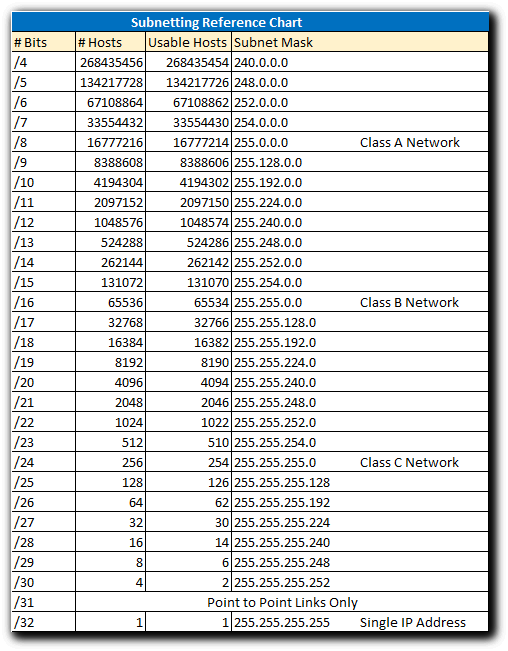 Subnetting Reference Chart
# Bits # Hosts Usable Hosts Subnet Mask
/4 268435456 268435454 240.0.0.0
/5 134217728 134217726 248.0.0.0
/6 67108864 67108862 252.0.0.0
/7 33554432 33554430 254.0.0.0
/8 16777216 16777214 255.0.0.0 Class A Network
/9 8388608 8388606 255.128.0.0
/10 4194304 4194302 255.192.0.0
/11 2097152 2097150 255.224.0.0
/12 1048576 1048574 255.240.0.0
/13 524288 524286 255.248.0.0
/14 262144 262142 255.252.0.0
/15 131072 131070 255.254.0.0
/16 65536 65534 255.255.0.0 Class B Network
/17 32768 32766 255.255.128.0
/18 16384 16382 255.255.192.0
/19 8192 8190 255.255.224.0
/20 4096 4094 255.255.240.0
/21 2048 2046 255.255.248.0
/22 1024 1022 255.255.252.0
/23 512 510 255.255.254.0
/24 256 254 255.255.255.0 Class C Network
/25 128 126 255.255.255.128
/26 64 62 255.255.255.192
/27 32 30 255.255.255.224
/28 16 14 255.255.255.240
/29 8 6 255.255.255.248
/30 4 2 255.255.255.252
/31 Point to Point Links Only
/32 1 1 255.255.255.255 Single IP Address